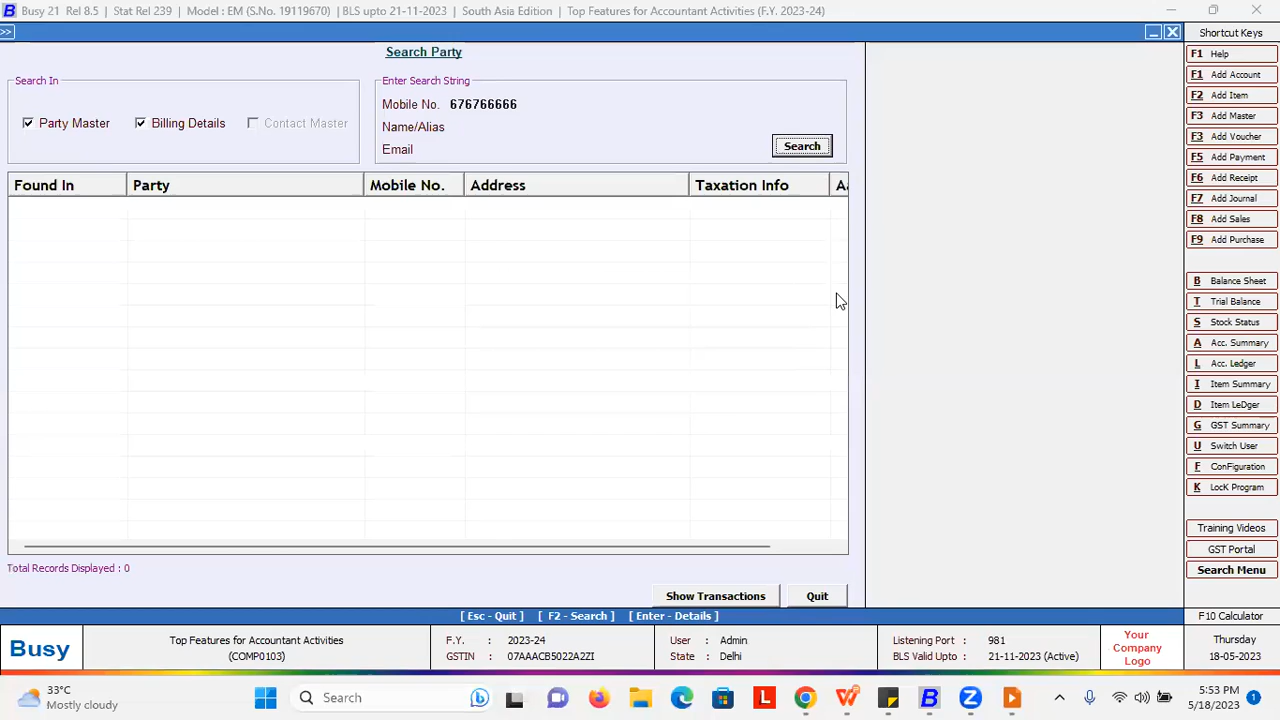 Busy 21 Rel 8.5 | Stat Rel 239 | Model : EM (S.No. 19119670) | BLS upto 21-11-2023 | South Asia Edition | Top Features for Accountant Activities (F.Y. 2023-24)
>>
Shortcut Keys
Search Party
F1 Help
Search In
Enter Search String
F1 Add Account
Mobile No. 676766666
F2 Add Item
Party Master
Billing Details
Contact Master
Name/Alias
F3 Add Master
Email
Search
F3 Add Voucher
F5 Add Payment
Found In Party Mobile No. Address Taxation Info
F6 Add Receipt
F7 Add Journal
F8 Add Sales
F9 Add Purchase
B Balance Sheet
T Trial Balance
S Stock Status
A Acc. Summary
L Acc. Ledger
I Item Summary
D Item LeDger
G GST Summary
U Switch User
F ConFiguration
K LocK Program
Training Videos
GST Portal
Search Menu
Total Records Displayed : 0
Show Transactions
Quit
[ Esc - Quit ] [ F2 - Search ] [ Enter - Details ]
F10 Calculator
Busy
Top Features for Accountant Activities
(COMP0103)
F.Y. : 2023-24
GSTIN : 07AAACB5022A2ZI
User : Admin
State : Delhi
Listening Port : 981
BLS Valid Upto : 21-11-2023 (Active)
Your
Company
Logo
Thursday
18-05-2023
33°C
Mostly cloudy
Search
5:53 PM
5/18/2023